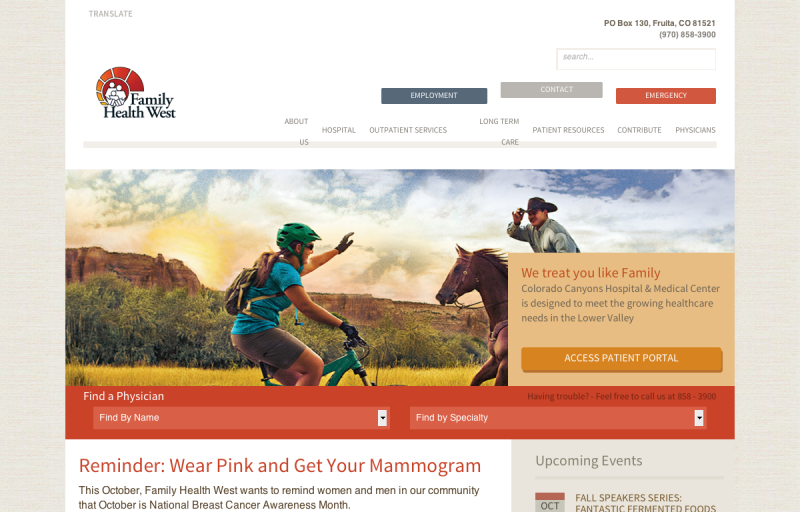 TRANSLATE
PO Box 130, Fruita, CO 81521
(970) 858-3900
search...
Family
Health West
EMPLOYMENT
CONTACT
EMERGENCY
ABOUT US
HOSPITAL
OUTPATIENT SERVICES
LONG TERM CARE
PATIENT RESOURCES
CONTRIBUTE
PHYSICIANS
We treat you like Family
Colorado Canyons Hospital & Medical Center
is designed to meet the growing healthcare
needs in the Lower Valley
ACCESS PATIENT PORTAL
Find a Physician
Having trouble? - Feel free to call us at 858 - 3900
Find By Name
Find by Specialty
Reminder: Wear Pink and Get Your Mammogram
This October, Family Health West wants to remind women and men in our community
that October is National Breast Cancer Awareness Month.
Upcoming Events
OCT
FALL SPEAKERS SERIES:
FANTASTIC FERMENTED FOODS